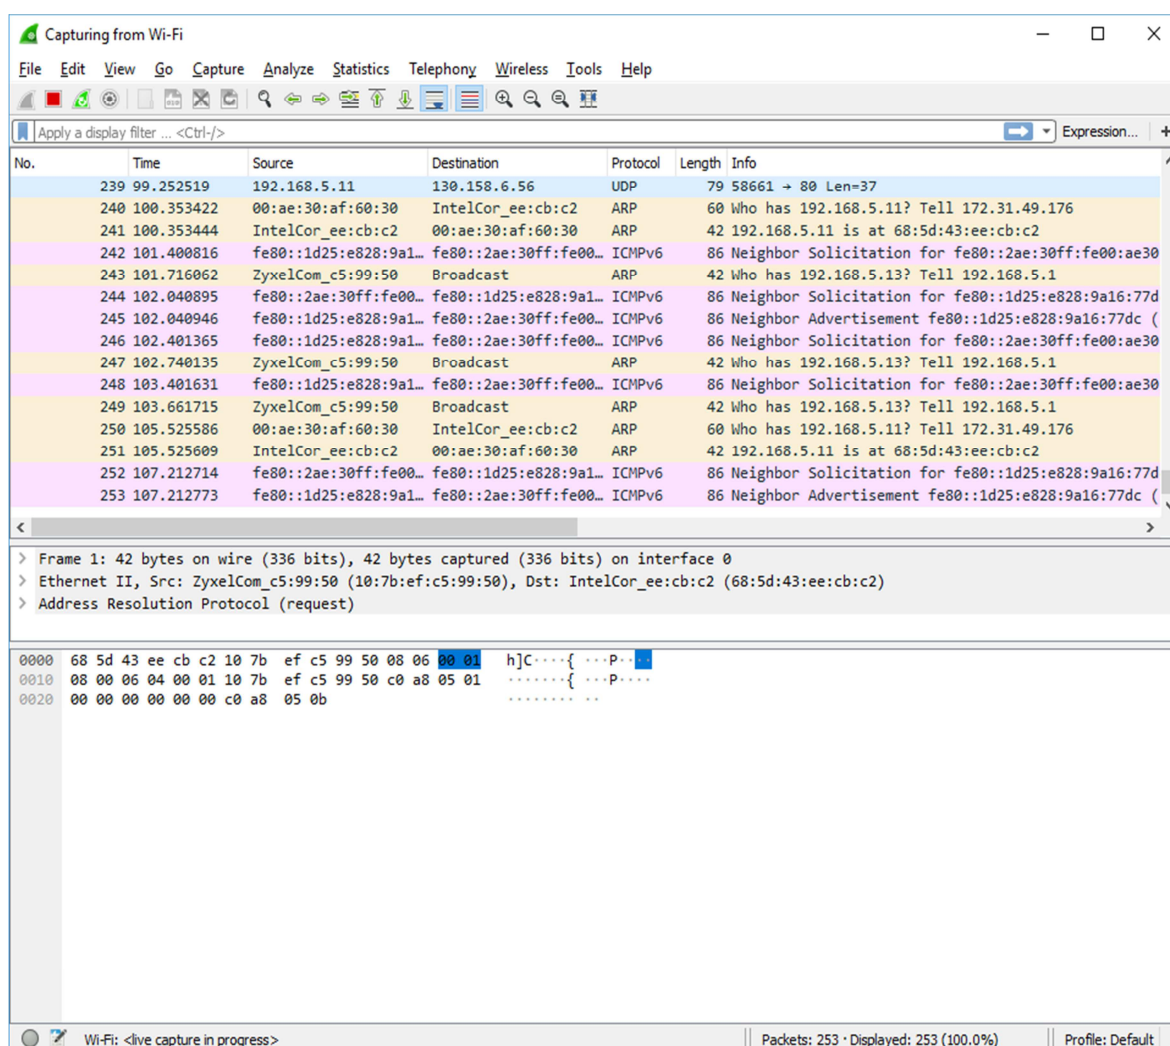 Capturing from Wi-Fi
File Edit View Go Capture Analyze Statistics Telephony Wireless Tools Help
Apply a display filter ... <Ctrl-/> Expression... +
No. Time Source Destination Protocol Length Info
239 99.252519 192.168.5.11 130.158.6.56 UDP 79 58661 → 80 Len=37
240 100.353422 00:ae:30:af:60:30 IntelCor_ee:cb:c2 ARP 60 Who has 192.168.5.11? Tell 172.31.49.176
241 100.353444 IntelCor_ee:cb:c2 00:ae:30:af:60:30 ARP 42 192.168.5.11 is at 68:5d:43:ee:cb:c2
242 101.400816 fe80::1d25:e828:9a1… fe80::2ae:30ff:fe00… ICMPv6 86 Neighbor Solicitation for fe80::2ae:30ff:fe00:ae30
243 101.716062 ZyxelCom_c5:99:50 Broadcast ARP 42 Who has 192.168.5.13? Tell 192.168.5.1
244 102.040895 fe80::2ae:30ff:fe00… fe80::1d25:e828:9a1… ICMPv6 86 Neighbor Solicitation for fe80::1d25:e828:9a16:77d
245 102.040946 fe80::1d25:e828:9a1… fe80::2ae:30ff:fe00… ICMPv6 86 Neighbor Advertisement fe80::1d25:e828:9a16:77dc (
246 102.401365 fe80::1d25:e828:9a1… fe80::2ae:30ff:fe00… ICMPv6 86 Neighbor Solicitation for fe80::2ae:30ff:fe00:ae30
247 102.740135 ZyxelCom_c5:99:50 Broadcast ARP 42 Who has 192.168.5.13? Tell 192.168.5.1
248 103.401631 fe80::1d25:e828:9a1… fe80::2ae:30ff:fe00… ICMPv6 86 Neighbor Solicitation for fe80::2ae:30ff:fe00:ae30
249 103.661715 ZyxelCom_c5:99:50 Broadcast ARP 42 Who has 192.168.5.13? Tell 192.168.5.1
250 105.525586 00:ae:30:af:60:30 IntelCor_ee:cb:c2 ARP 60 Who has 192.168.5.11? Tell 172.31.49.176
251 105.525609 IntelCor_ee:cb:c2 00:ae:30:af:60:30 ARP 42 192.168.5.11 is at 68:5d:43:ee:cb:c2
252 107.212714 fe80::2ae:30ff:fe00… fe80::1d25:e828:9a1… ICMPv6 86 Neighbor Solicitation for fe80::1d25:e828:9a16:77d
253 107.212773 fe80::1d25:e828:9a1… fe80::2ae:30ff:fe00… ICMPv6 86 Neighbor Advertisement fe80::1d25:e828:9a16:77dc (
> Frame 1: 42 bytes on wire (336 bits), 42 bytes captured (336 bits) on interface 0
> Ethernet II, Src: ZyxelCom_c5:99:50 (10:7b:ef:c5:99:50), Dst: IntelCor_ee:cb:c2 (68:5d:43:ee:cb:c2)
> Address Resolution Protocol (request)
0000 68 5d 43 ee cb c2 10 7b ef c5 99 50 08 06 00 01 h]C····{ ···P····
0010 08 00 06 04 00 01 10 7b ef c5 99 50 c0 a8 05 01 ·······{ ···P····
0020 00 00 00 00 00 00 c0 a8 05 0b ········ ··
Wi-Fi: <live capture in progress> Packets: 253 · Displayed: 253 (100.0%) Profile: Default